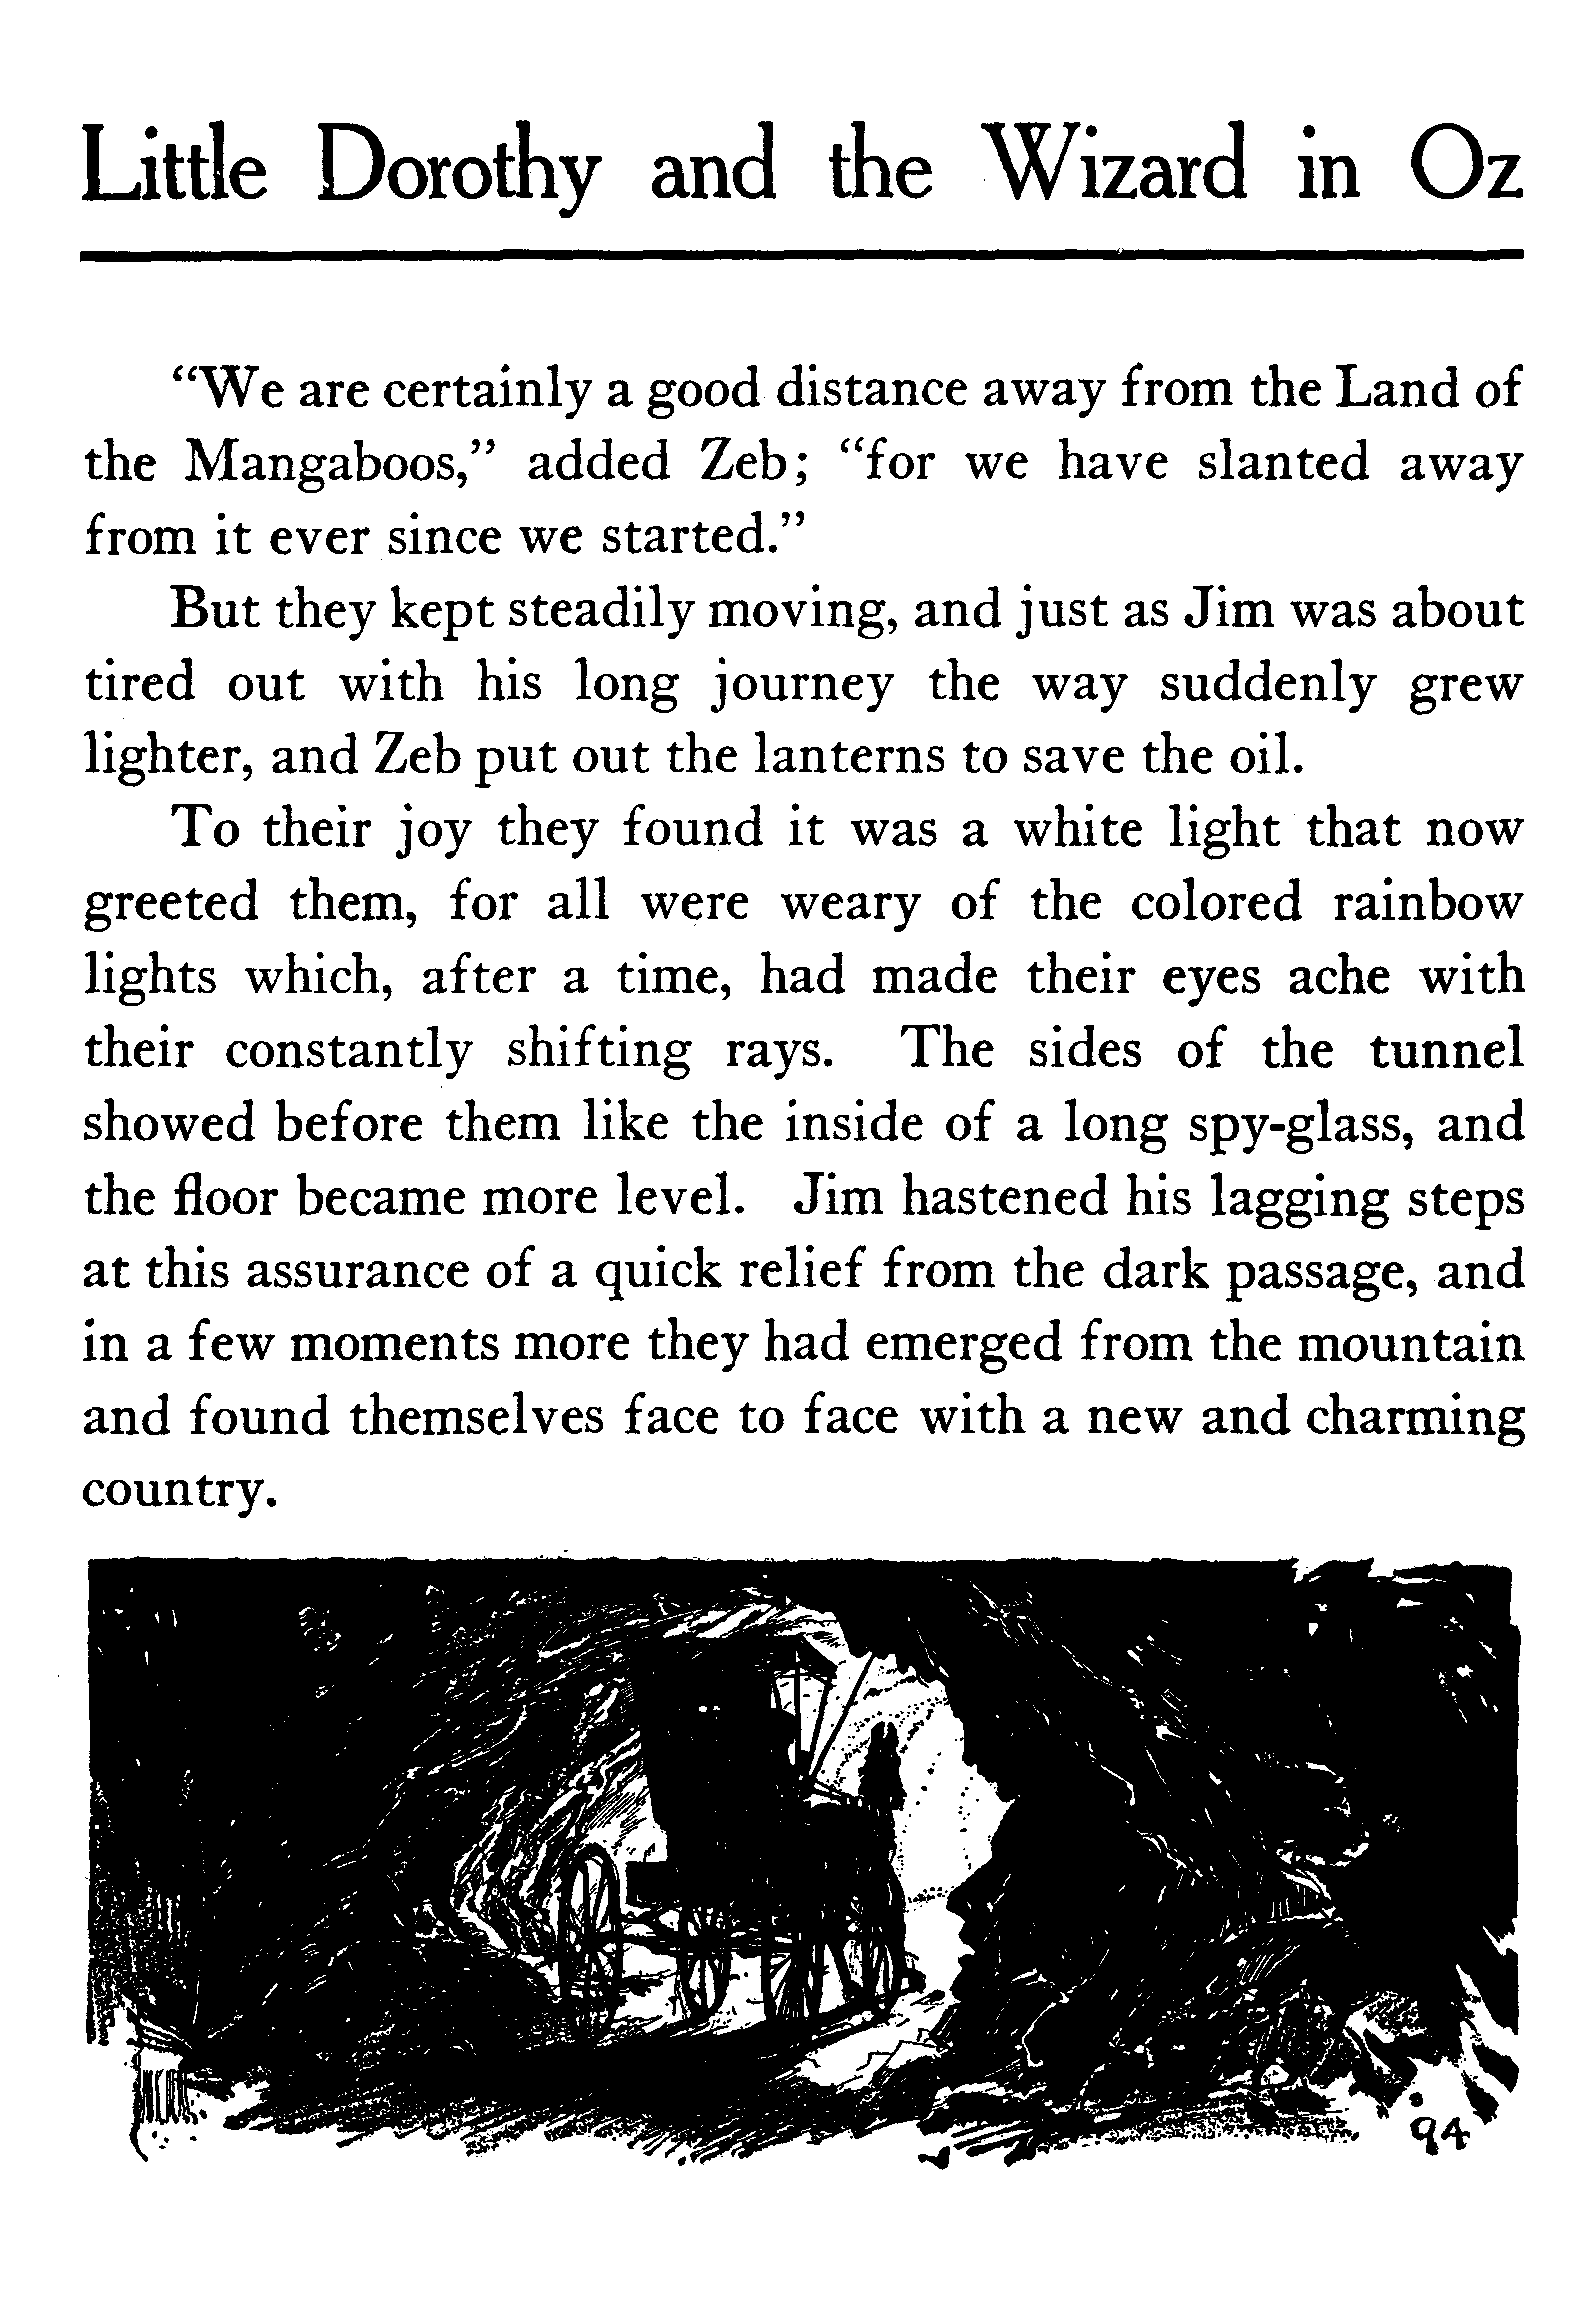 Little Dorothy and the Wizard in Oz
“We are certainly a good distance away from the Land of
the Mangaboos,” added Zeb; “for we have slanted away
from it ever since we started.”
But they kept steadily moving, and just as Jim was about
tired out with his long journey the way suddenly grew
lighter, and Zeb put out the lanterns to save the oil.
To their joy they found it was a white light that now
greeted them, for all were weary of the colored rainbow
lights which, after a time, had made their eyes ache with
their constantly shifting rays. The sides of the tunnel
showed before them like the inside of a long spy-glass, and
the floor became more level. Jim hastened his lagging steps
at this assurance of a quick relief from the dark passage, and
in a few moments more they had emerged from the mountain
and found themselves face to face with a new and charming
country.
94